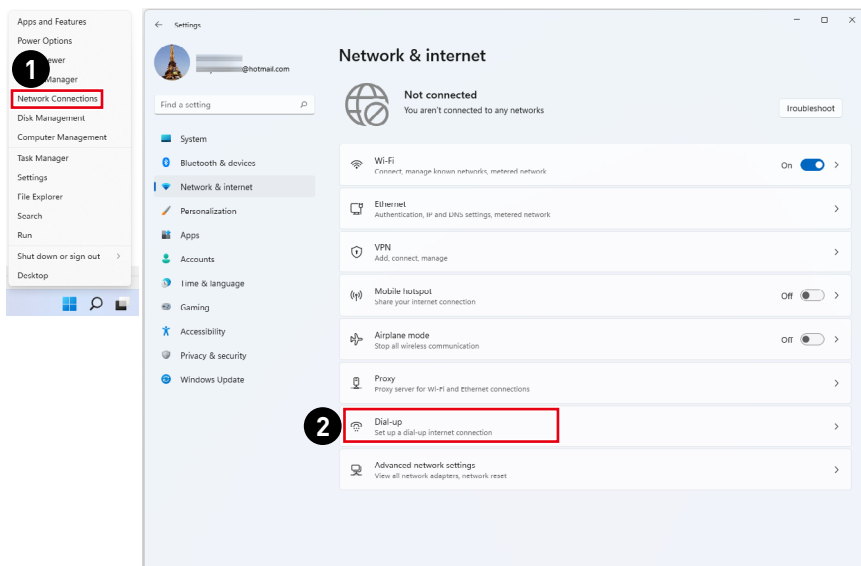 Apps and Features
Power Options
ewer
1
Manager
Network Connections
Disk Management
Computer Management
Task Manager
Settings
File Explorer
Search
Run
Shut down or sign out
Desktop
Settings
@hotmail.com
Find a setting
System
Bluetooth & devices
Network & internet
Personalization
Apps
Accounts
Time & language
Gaming
Accessibility
Privacy & security
Windows Update
Network & internet
Not connected
You aren't connected to any networks
Troubleshoot
Wi-Fi
Connect, manage known networks, metered network
On
Ethernet
Authentication, IP and DNS settings, metered network
VPN
Add, connect, manage
Mobile hotspot
Share your internet connection
Off
Airplane mode
Stop all wireless communication
Off
Proxy
Proxy server for Wi-Fi and Ethernet connections
2
Dial-up
Set up a dial-up internet connection
Advanced network settings
View all network adapters, network reset